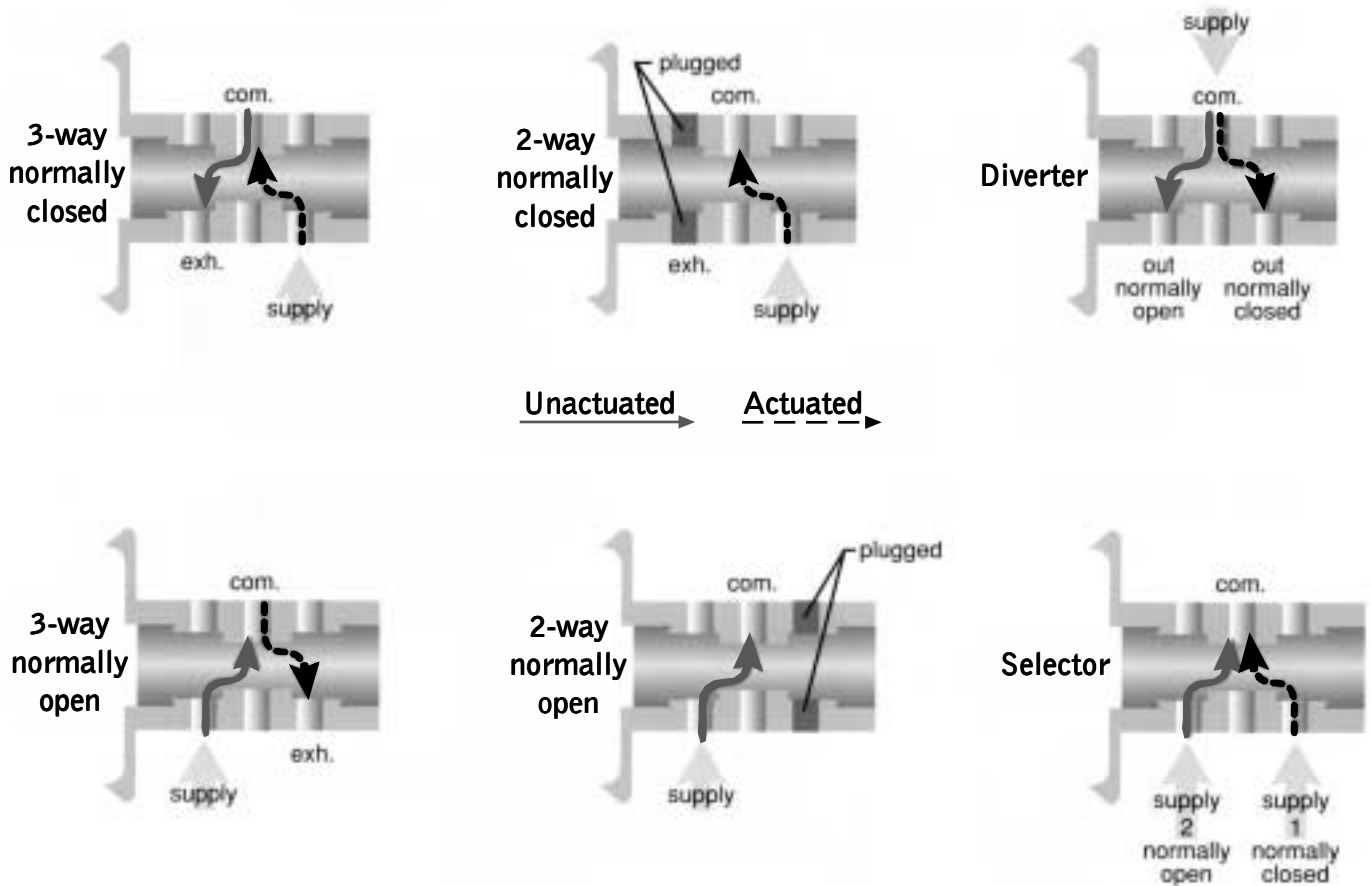 com.
3-way
normally
closed
exh.
supply
plugged
com.
2-way
normally
closed
exh.
supply
supply
com.
Diverter
out
normally
open
out
normally
closed
Unactuated
Actuated
com.
3-way
normally
open
exh.
supply
plugged
com.
2-way
normally
open
supply
com.
Selector
supply
2
normally
open
supply
1
normally
closed